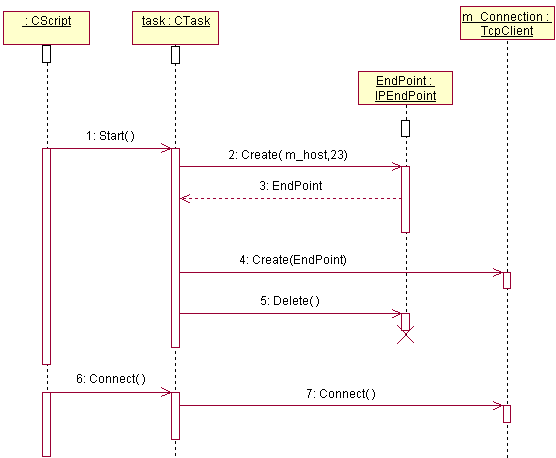 : CScript
task : CTask
m_Connection :
TcpClient
EndPoint :
IPEndPoint
1: Start( )
2: Create( m_host,23)
3: EndPoint
4: Create(EndPoint)
5: Delete( )
6: Connect( )
7: Connect( )